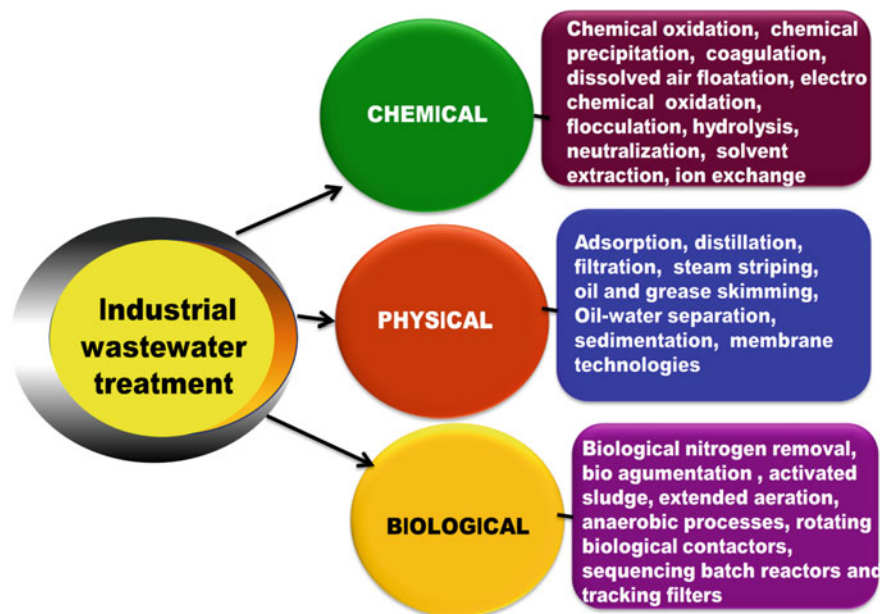 Industrial
wastewater
treatment
CHEMICAL
Chemical oxidation, chemical
precipitation, coagulation,
dissolved air floatation, electro
chemical oxidation,
flocculation, hydrolysis,
neutralization, solvent
extraction, ion exchange
PHYSICAL
Adsorption, distillation,
filtration, steam striping,
oil and grease skimming,
Oil-water separation,
sedimentation, membrane
technologies
BIOLOGICAL
Biological nitrogen removal,
bio agumentation , activated
sludge, extended aeration,
anaerobic processes, rotating
biological contactors,
sequencing batch reactors and
tracking filters